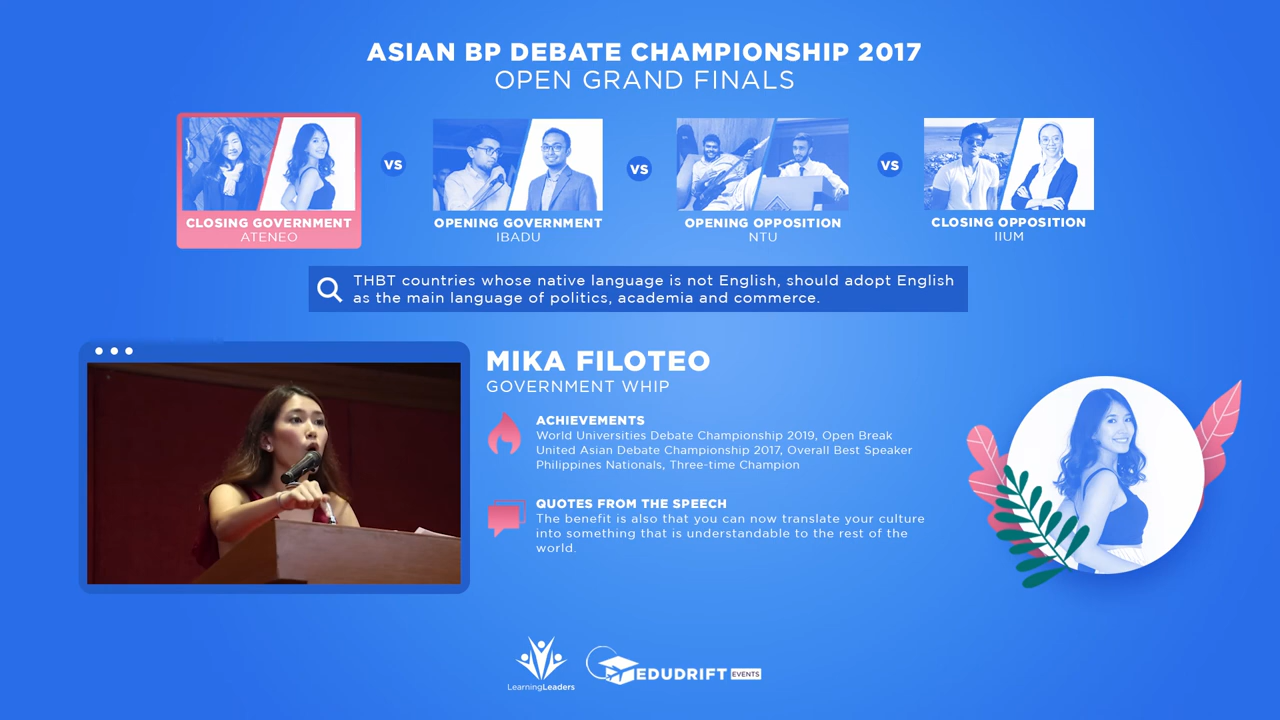 ASIAN BP DEBATE CHAMPIONSHIP 2017
OPEN GRAND FINALS
VS
VS
VS
CLOSING GOVERNMENT
ATENEO
OPENING GOVERNMENT
IBADU
OPENING OPPOSITION
NTU
CLOSING OPPOSITION
IIUM
THBT countries whose native language is not English, should adopt English
as the main language of politics, academia and commerce.
MIKA FILOTEO
GOVERNMENT WHIP
ACHIEVEMENTS
World Universities Debate Championship 2019, Open Break
United Asian Debate Championship 2017, Overall Best Speaker
Philippines Nationals, Three-time Champion
QUOTES FROM THE SPEECH
The benefit is also that you can now translate your culture
into something that is understandable to the rest of the
world.
LearningLeaders
EDUDRIFT EVENTS